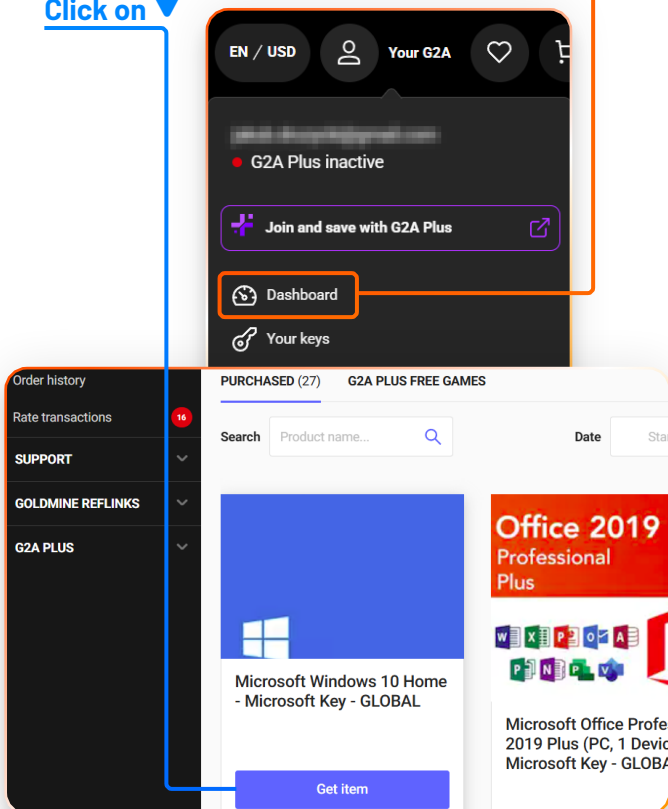 Click on
EN / USD
Your G2A
G2A Plus inactive
Join and save with G2A Plus
Dashboard
Your keys
Order history
Rate transactions
16
SUPPORT
GOLDMINE REFLINKS
G2A PLUS
PURCHASED (27)
G2A PLUS FREE GAMES
Search
Product name...
Date
Sta
Microsoft Windows 10 Home
- Microsoft Key - GLOBAL
Get item
Office 2019
Professional
Plus
Microsoft Office Profe
2019 Plus (PC, 1 Devic
Microsoft Key - GLOBA